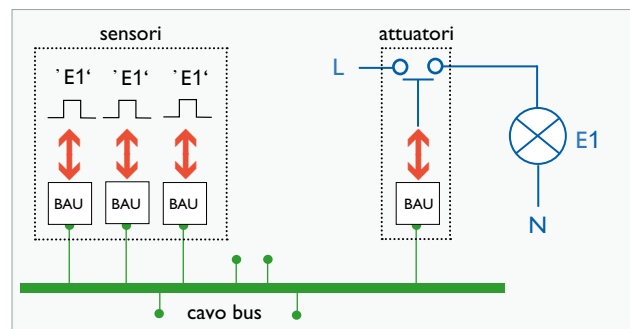 sensori
attuatori
'E1' 'E1' 'E1'
L
E1
BAU BAU BAU BAU
N
cavo bus